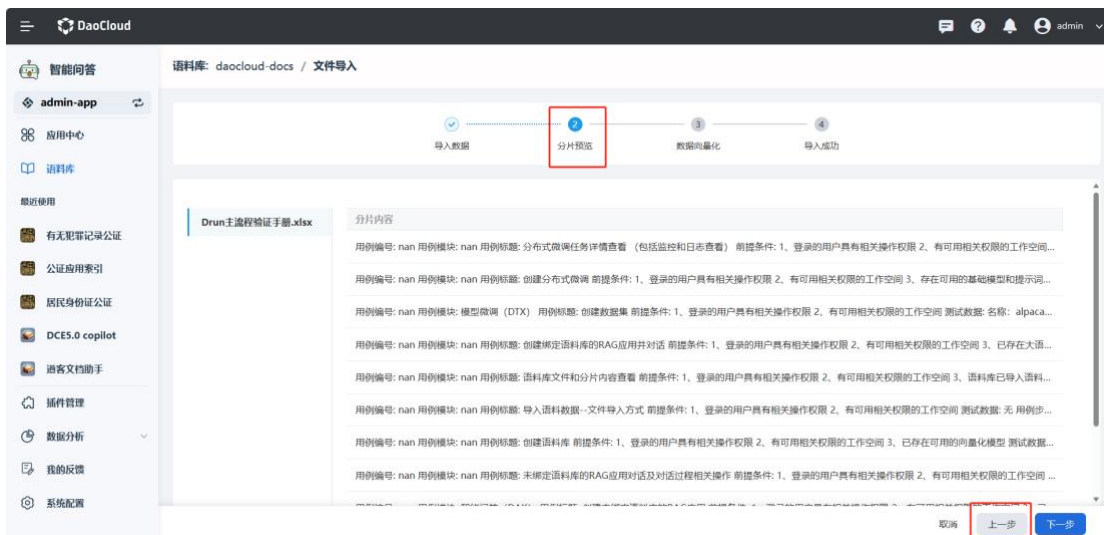 DaoCloud
admin
智能问答
语料库: daocloud-docs / 文件导入
admin-app
应用中心
语料库
最近使用
有无犯罪记录公证
公证应用索引
居民身份证公证
DCE5.0 copilot
道客文档助手
插件管理
数据分析
我的反馈
系统配置
2
3
4
导入数据
分片预览
数据向量化
导入成功
Drun主流程验证手册.xlsx
分片内容
用例编号: nan 用例模块: nan 用例标题: 分布式微调任务详情查看 （包括监控和日志查看） 前提条件: 1、登录的用户具有相关操作权限 2、有可用相关权限的工作空间...
用例编号: nan 用例模块: nan 用例标题: 创建分布式微调 前提条件: 1、登录的用户具有相关操作权限 2、有可用相关权限的工作空间 3、存在可用的基础模型和提示词...
用例编号: nan 用例模块: 模型微调（DTX） 用例标题: 创建数据集 前提条件: 1、登录的用户具有相关操作权限 2、有可用相关权限的工作空间 测试数据: 名称：alpaca...
用例编号: nan 用例模块: nan 用例标题: 创建绑定语料库的RAG应用并对话 前提条件: 1、登录的用户具有相关操作权限 2、有可用相关权限的工作空间 3、已存在大语...
用例编号: nan 用例模块: nan 用例标题: 语料库文件和分片内容查看 前提条件: 1、登录的用户具有相关操作权限 2、有可用相关权限的工作空间 3、语料库已导入语料...
用例编号: nan 用例模块: nan 用例标题: 导入语料数据--文件导入方式 前提条件: 1、登录的用户具有相关操作权限 2、有可用相关权限的工作空间 测试数据: 无 用例步...
用例编号: nan 用例模块: nan 用例标题: 创建语料库 前提条件: 1、登录的用户具有相关操作权限 2、有可用相关权限的工作空间 3、已存在可用的向量化模型 测试数据...
用例编号: nan 用例模块: nan 用例标题: 未绑定语料库的RAG应用对话及对话过程相关操作 前提条件: 1、登录的用户具有相关操作权限 2、有可用相关权限的工作空间 ...
取消
上一步
下一步